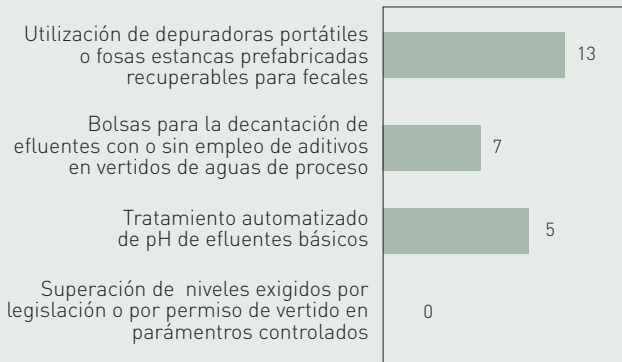 Utilización de depuradoras portátiles
o fosas estancas prefabricadas
recuperable para fecales
13
Bolsas para la decantación de
efluentes con o sin empleo de aditivos
en vertidos de aguas de proceso
7
Tratamiento automatizado
de pH de efluentes básicos
5
Superación de niveles exigidos por
legislación o por permiso de vertido en
parámentros controlados
0